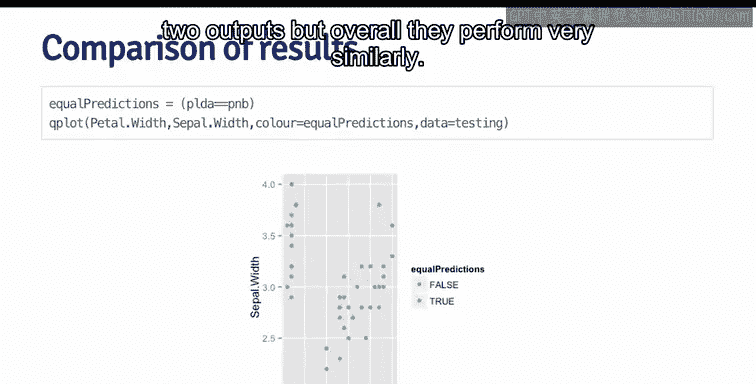 two outputs but overall they perform very
similarly.
Comparison of results
equalPredictions = (plda==pnb)
qplot(Petal.Width,Sepal.Width,colour=equalPredictions,data=testing)
4.0
3.5
3.0
2.5
Sepal.Width
equalPredictions
FALSE
TRUE